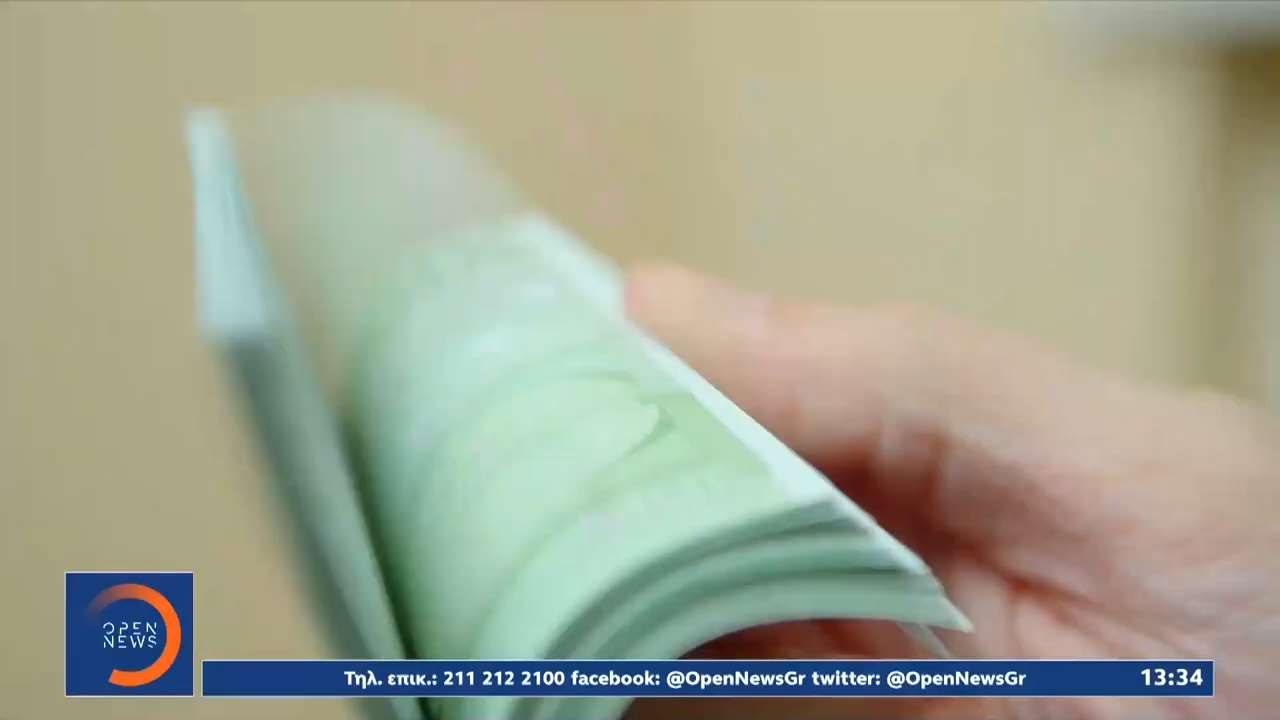 OPEN
NEWS
Τηλ. επικ.: 211 212 2100 facebook: @OpenNewsGr twitter: @OpenNewsGr
13:34